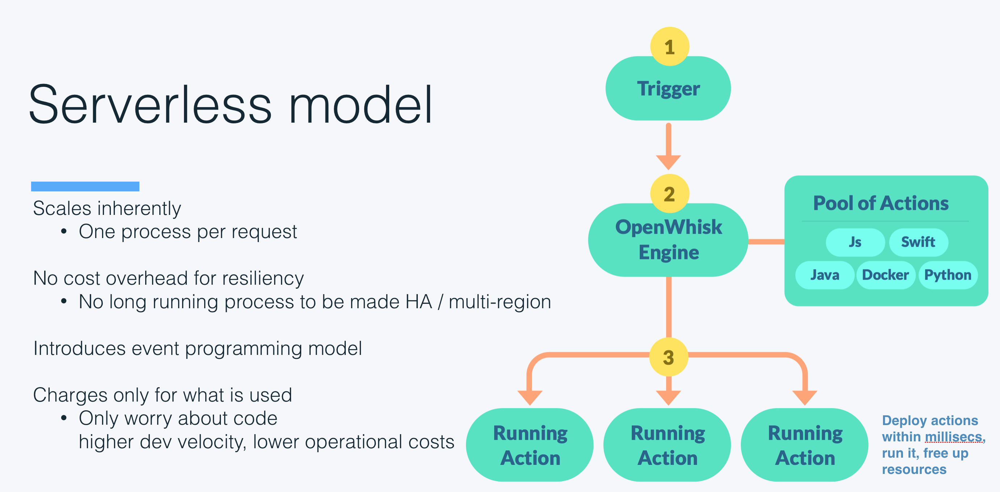 Serverless model
Scales inherently
• One process per request
No cost overhead for resiliency
• No long running process to be made HA / multi-region
Introduces event programming model
Charges only for what is used
• Only worry about code
higher dev velocity, lower operational costs
1
Trigger
2
OpenWhisk
Engine
Pool of Actions
Js Swift
Java Docker Python
3
Running
Action
Running
Action
Running
Action
Deploy actions
within millisecs,
run it, free up
resources